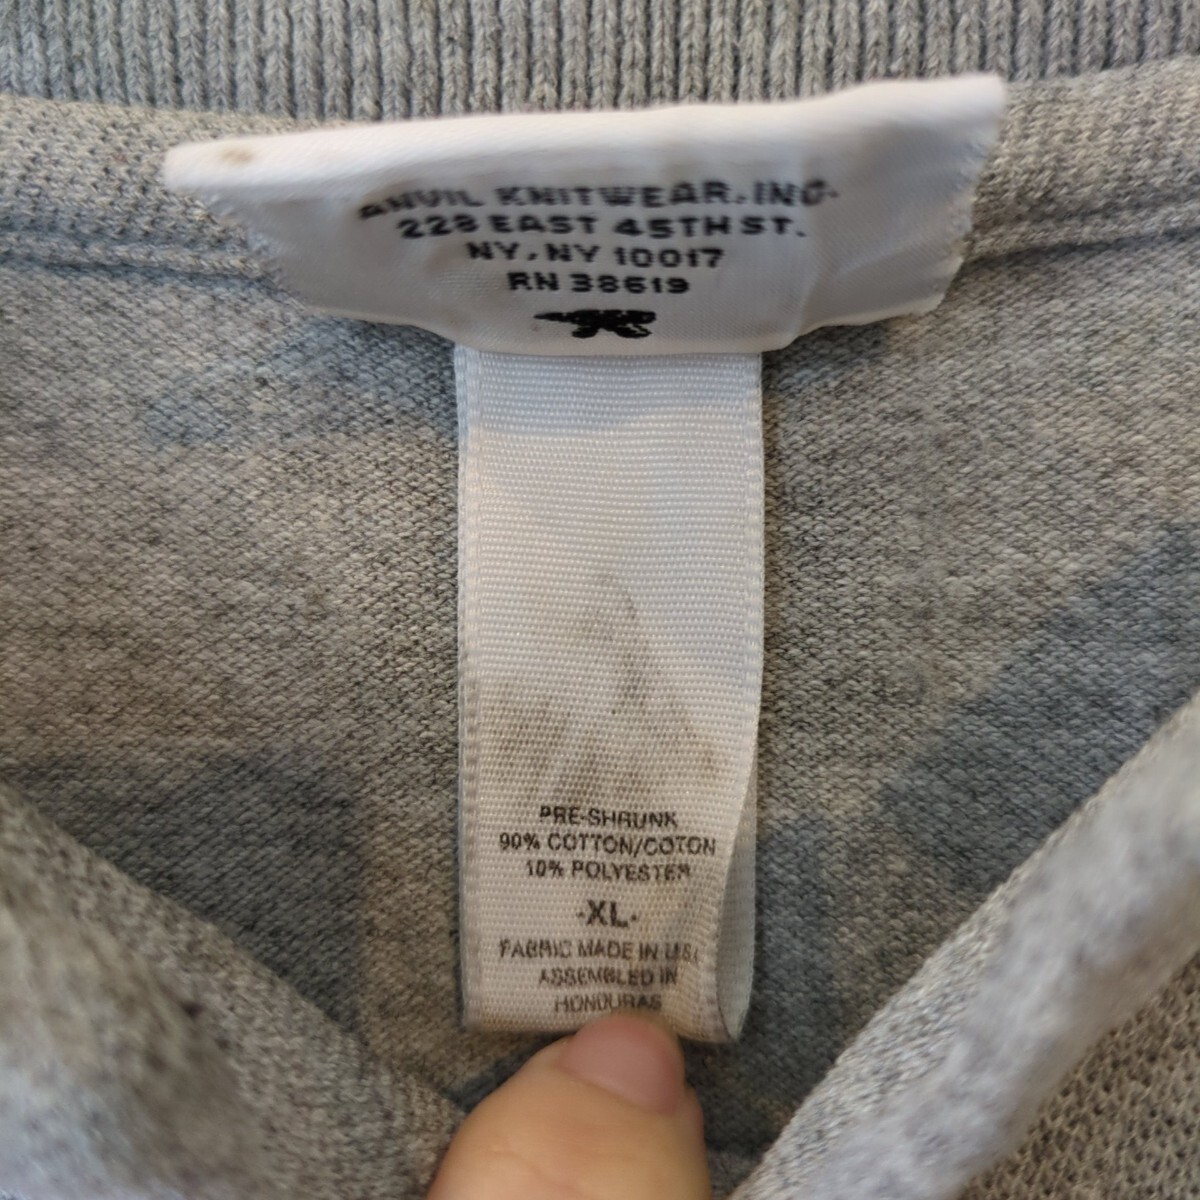 ANVIL KNITWEAR, INC.
228 EAST 45TH ST.
NY, NY 10017
RN 38619
PRE-SHRUNK
90% COTTON/COTON
10% POLYESTER
-XL-
FABRIC MADE IN U.S.A
ASSEMBLED IN
HONDURAS